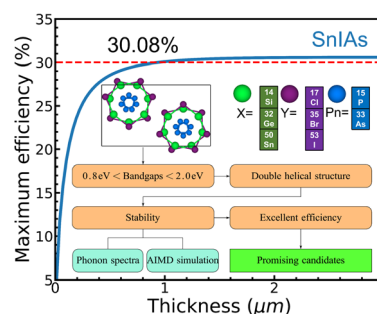 SnIAs
30.08%
Maximum efficiency (%)
35
30
25
20
15
10
5
X=
14
Si
32
Ge
50
Sn
Y=
17
Cl
35
Br
53
I
Pn=
15
P
33
As
0.8eV < Bandgaps < 2.0eV
Double helical structure
Stability
Excellent efficiency
Phonon spectra
AIMD simulation
Promising candidates
0
1
2
Thickness (μm)